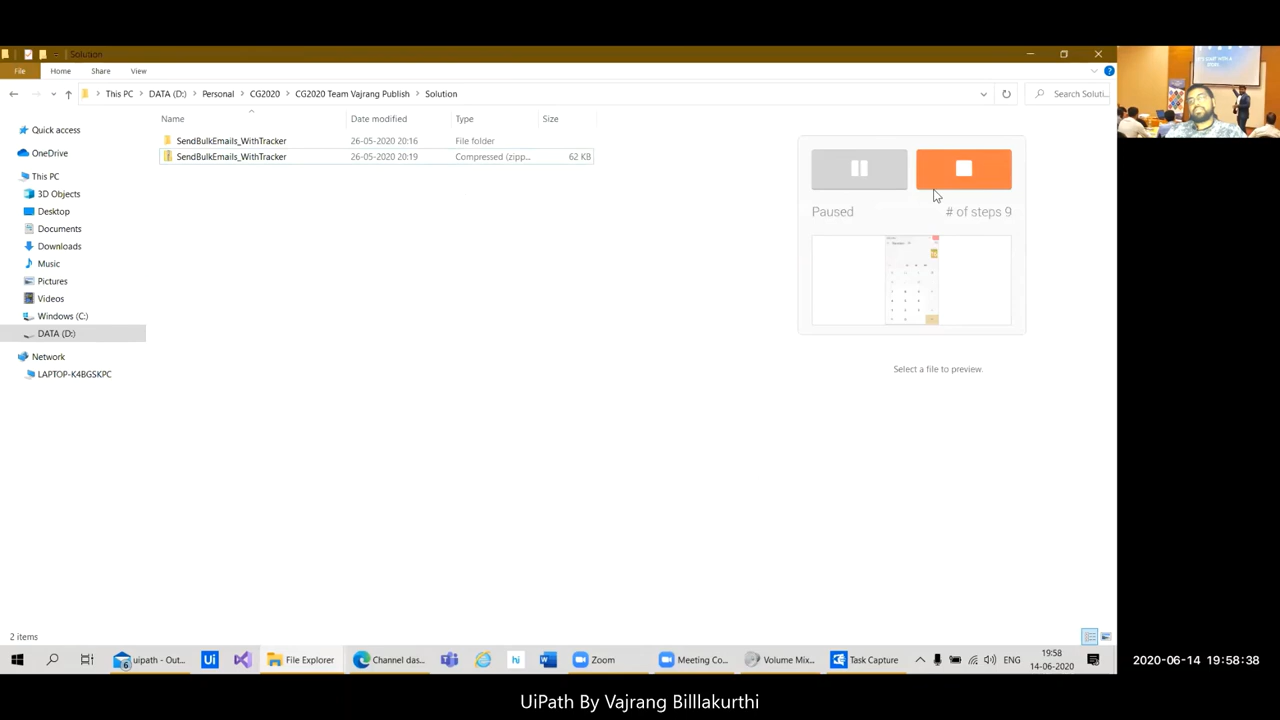 Solution
File Home Share View
This PC > DATA (D:) > Personal > CG2020 > CG2020 Team Vajrang Publish > Solution
Search Soluti...
Name Date modified Type Size
SendBulkEmails_WithTracker 26-05-2020 20:16 File folder
SendBulkEmails_WithTracker 26-05-2020 20:19 Compressed (zipp... 62 KB
Quick access
OneDrive
This PC
3D Objects
Desktop
Documents
Downloads
Music
Pictures
Videos
Windows (C:)
DATA (D:)
Network
LAPTOP-K4BGSKPC
Paused # of steps 9
Select a file to preview.
2 items
uipath - Out... Ui File Explorer Channel das... hi Zoom Meeting Co... Volume Mix... Task Capture ENG 19:58
14-06-2020
2020-06-14 19:58:38
UiPath By Vajrang Billlakurthi